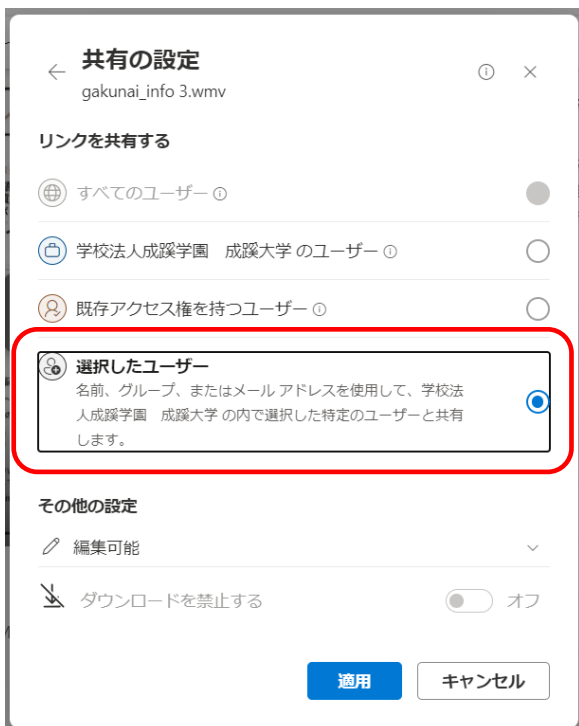 共有の設定
gakunai_info 3.wmv
リンクを共有する
すべてのユーザー
学校法人成蹊学園　成蹊大学 のユーザー
既存アクセス権を持つユーザー
選択したユーザー
名前、グループ、またはメール アドレスを使用して、学校法
人成蹊学園　成蹊大学 の内で選択した特定のユーザーと共有
します。
その他の設定
編集可能
ダウンロードを禁止する オフ
適用 キャンセル